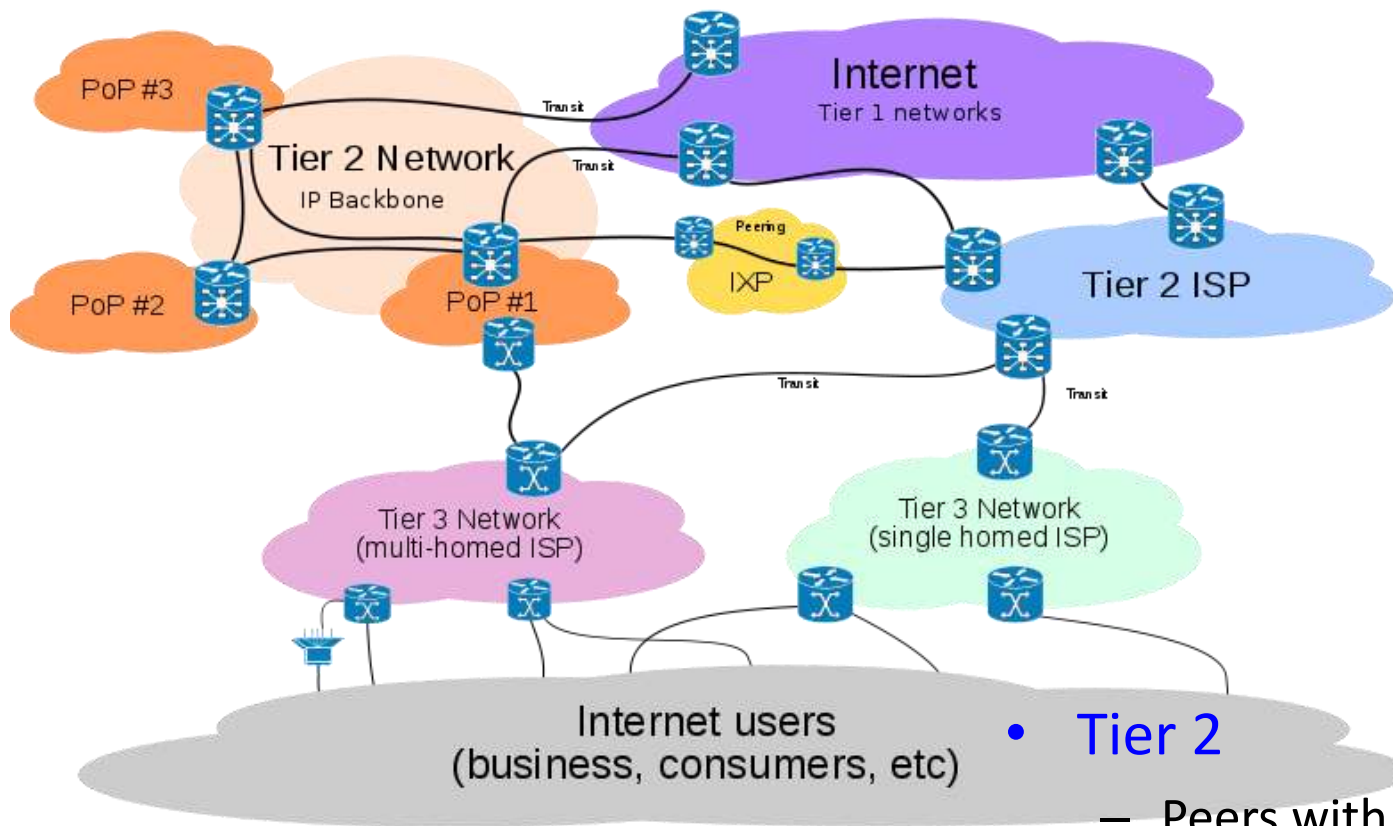 PoP #3
Internet
Tier 1 networks
Transit
Tier 2 Network
IP Backbone
Transit
Peering
IXP
Tier 2 ISP
PoP #2
PoP #1
Transit
Transit
Tier 3 Network
(multi-homed ISP)
Tier 3 Network
(single homed ISP)
Internet users
(business, consumers, etc)
• Tier 2
– Peers with